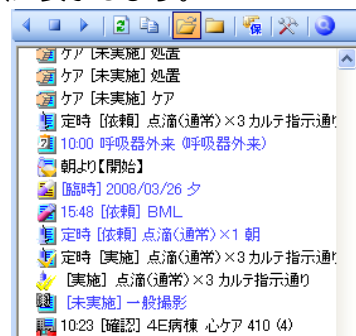 ケア [未実施] 処置
ケア [未実施] 処置
ケア [未実施] ケア
定時 [依頼] 点滴(通常)×3 カルテ指示通り
10:00 呼吸器外来 (呼吸器外来)
朝より【開始】
[臨時] 2008/03/26 夕
15:48 [依頼] BML
定時 [依頼] 点滴(通常)×1 朝
定時 [実施] 点滴(通常)×3 カルテ指示通り
[実施] 点滴(通常)×3 カルテ指示通り
[未実施] 一般撮影
10:23 [確認] 4E病棟 心ケア 410 (4)